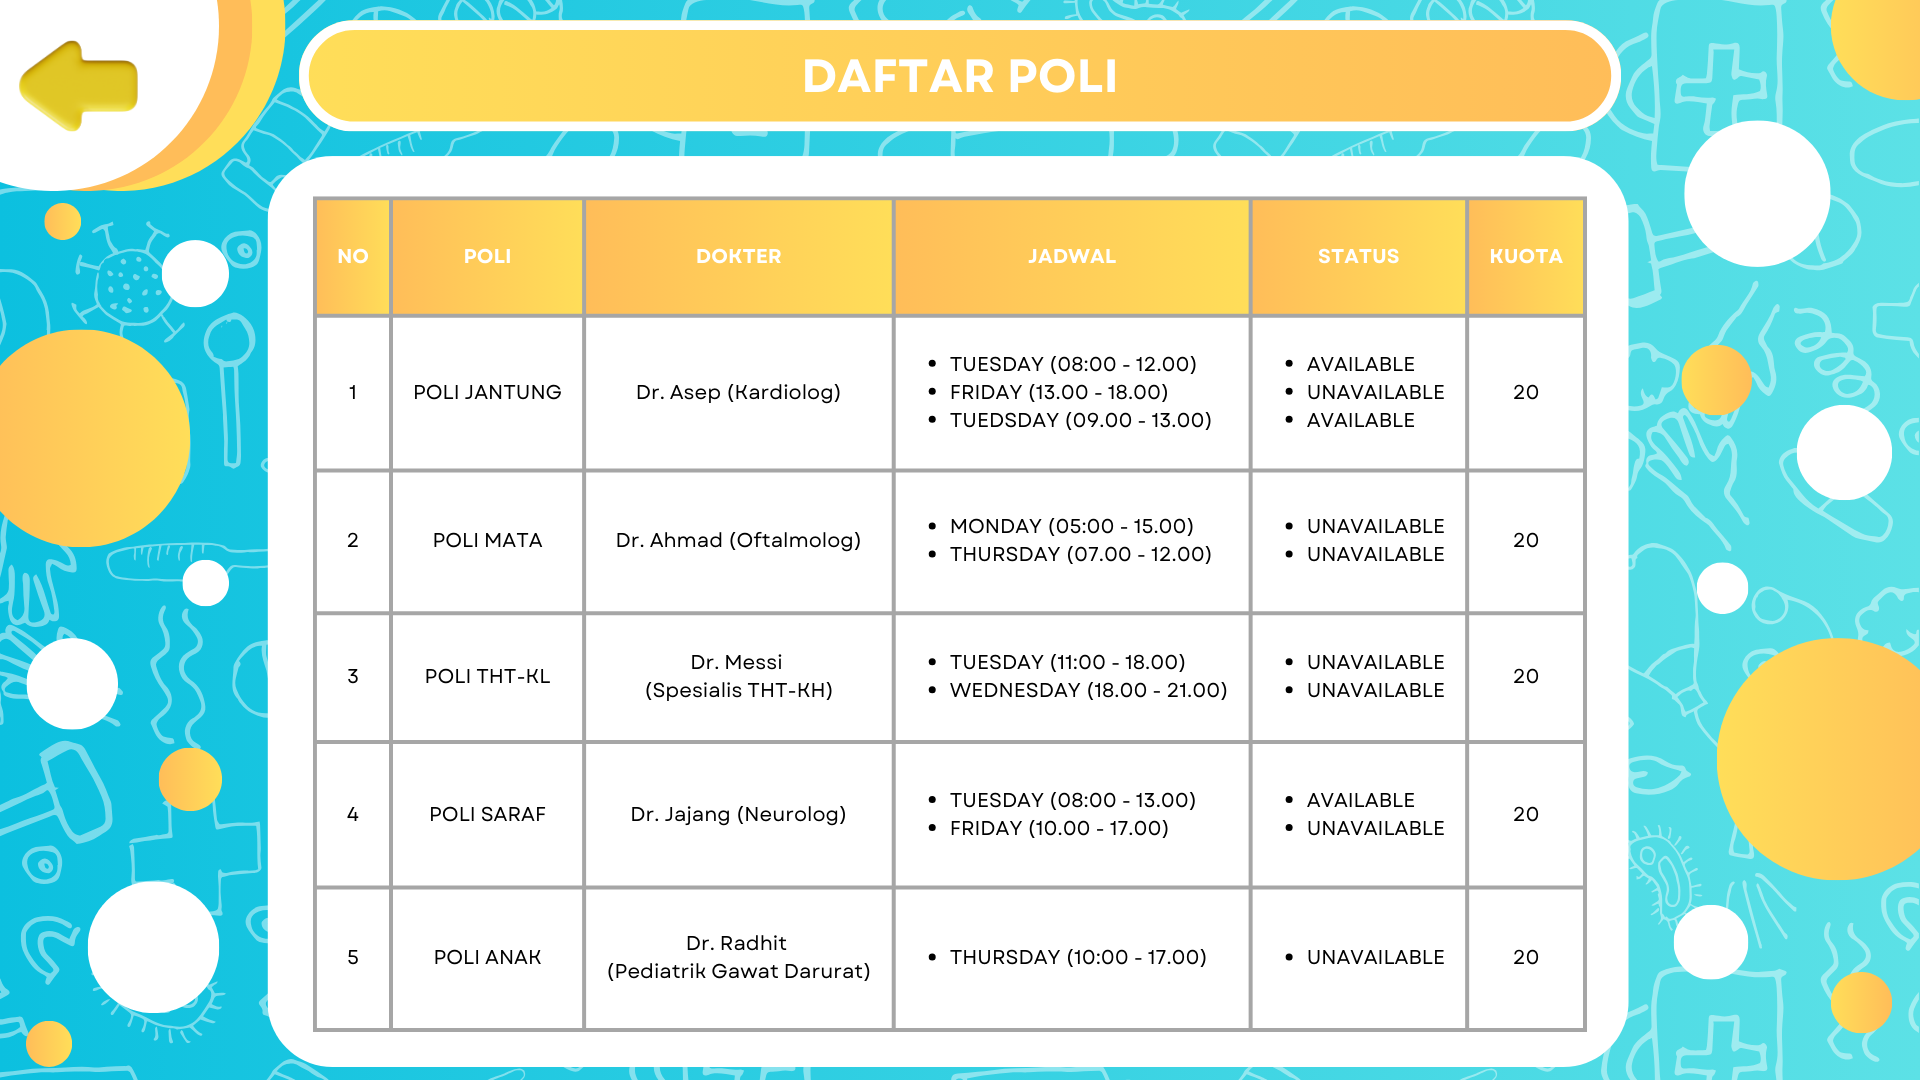 DAFTAR POLI
NO POLI DOKTER JADWAL STATUS KUOTA
1 POLI JANTUNG Dr. Asep (Kardiolog)
• TUESDAY (08:00 - 12.00)
• FRIDAY (13.00 - 18.00)
• TUEDSDAY (09.00 - 13.00)
• AVAILABLE
• UNAVAILABLE
• AVAILABLE
20
2 POLI MATA Dr. Ahmad (Oftalmolog)
• MONDAY (05:00 - 15.00)
• THURSDAY (07.00 - 12.00)
• UNAVAILABLE
• UNAVAILABLE
20
3 POLI THT-KL
Dr. Messi
(Spesialis THT-KH)
• TUESDAY (11:00 - 18.00)
• WEDNESDAY (18.00 - 21.00)
• UNAVAILABLE
• UNAVAILABLE
20
4 POLI SARAF Dr. Jajang (Neurolog)
• TUESDAY (08:00 - 13.00)
• FRIDAY (10.00 - 17.00)
• AVAILABLE
• UNAVAILABLE
20
5 POLI ANAK
Dr. Radhit
(Pediatrik Gawat Darurat)
• THURSDAY (10:00 - 17.00)
• UNAVAILABLE
20